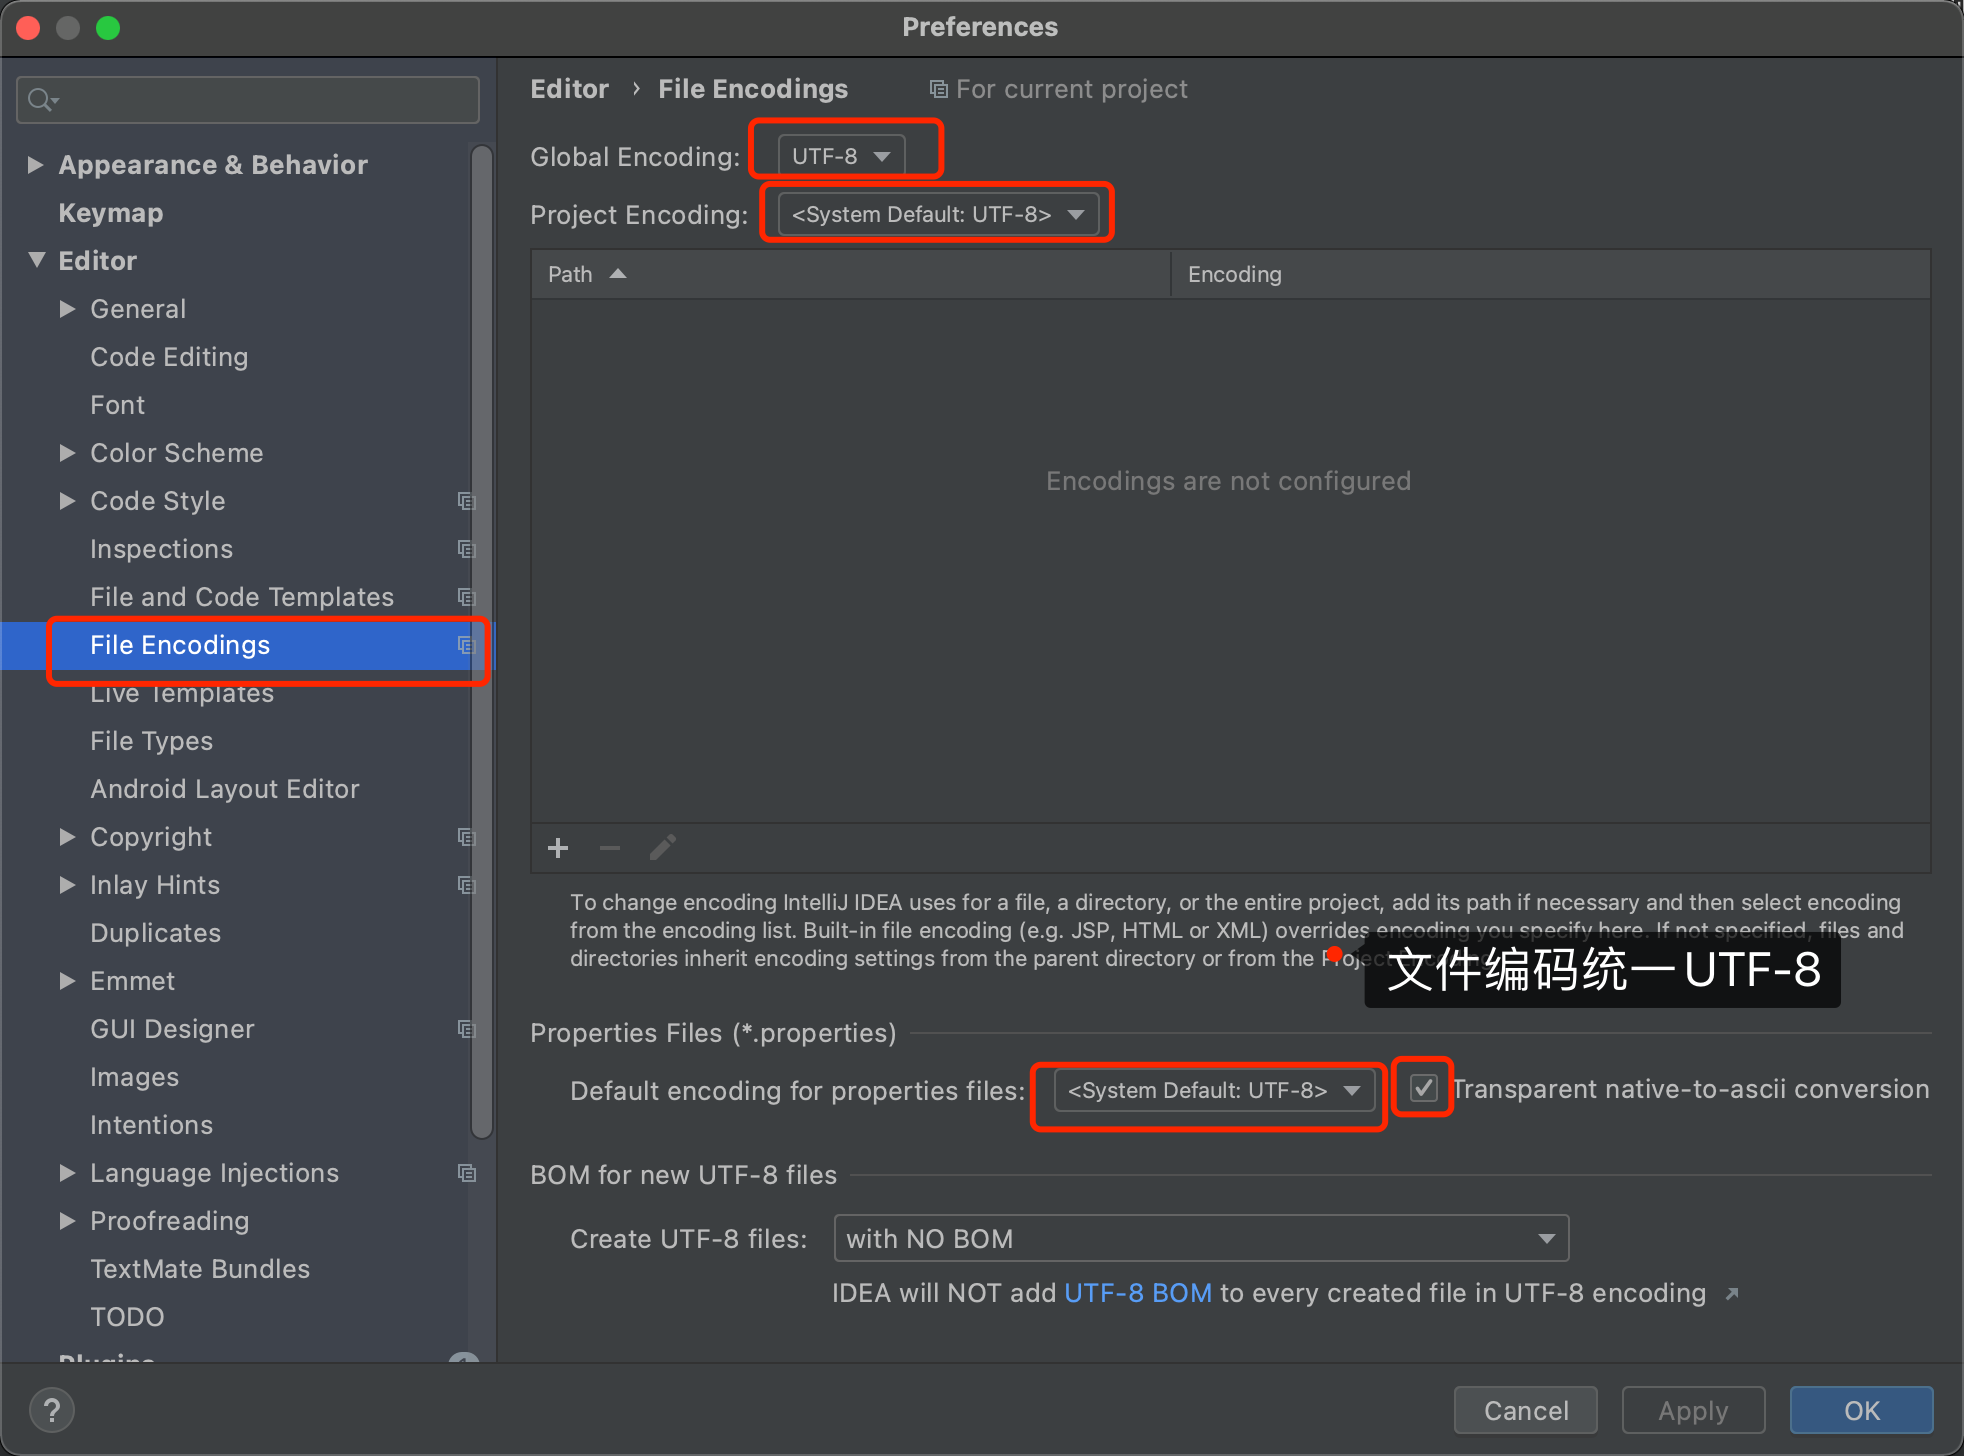 Preferences
Appearance & Behavior
Keymap
Editor
General
Code Editing
Font
Color Scheme
Code Style
Inspections
File and Code Templates
File Encodings
Live Templates
File Types
Android Layout Editor
Copyright
Inlay Hints
Duplicates
Emmet
GUI Designer
Images
Intentions
Language Injections
Proofreading
TextMate Bundles
TODO
Plugins
Editor › File Encodings For current project
Global Encoding: UTF-8
Project Encoding: <System Default: UTF-8>
Path Encoding
Encodings are not configured
To change encoding IntelliJ IDEA uses for a file, a directory, or the entire project, add its path if necessary and then select encoding
from the encoding list. Built-in file encoding (e.g. JSP, HTML or XML) overrides encoding you specify here. If not specified, files and
directories inherit encoding settings from the parent directory or from the Project
文件编码统一UTF-8
Properties Files (*.properties)
Default encoding for properties files: <System Default: UTF-8> Transparent native-to-ascii conversion
BOM for new UTF-8 files
Create UTF-8 files: with NO BOM
IDEA will NOT add UTF-8 BOM to every created file in UTF-8 encoding
? Cancel Apply OK